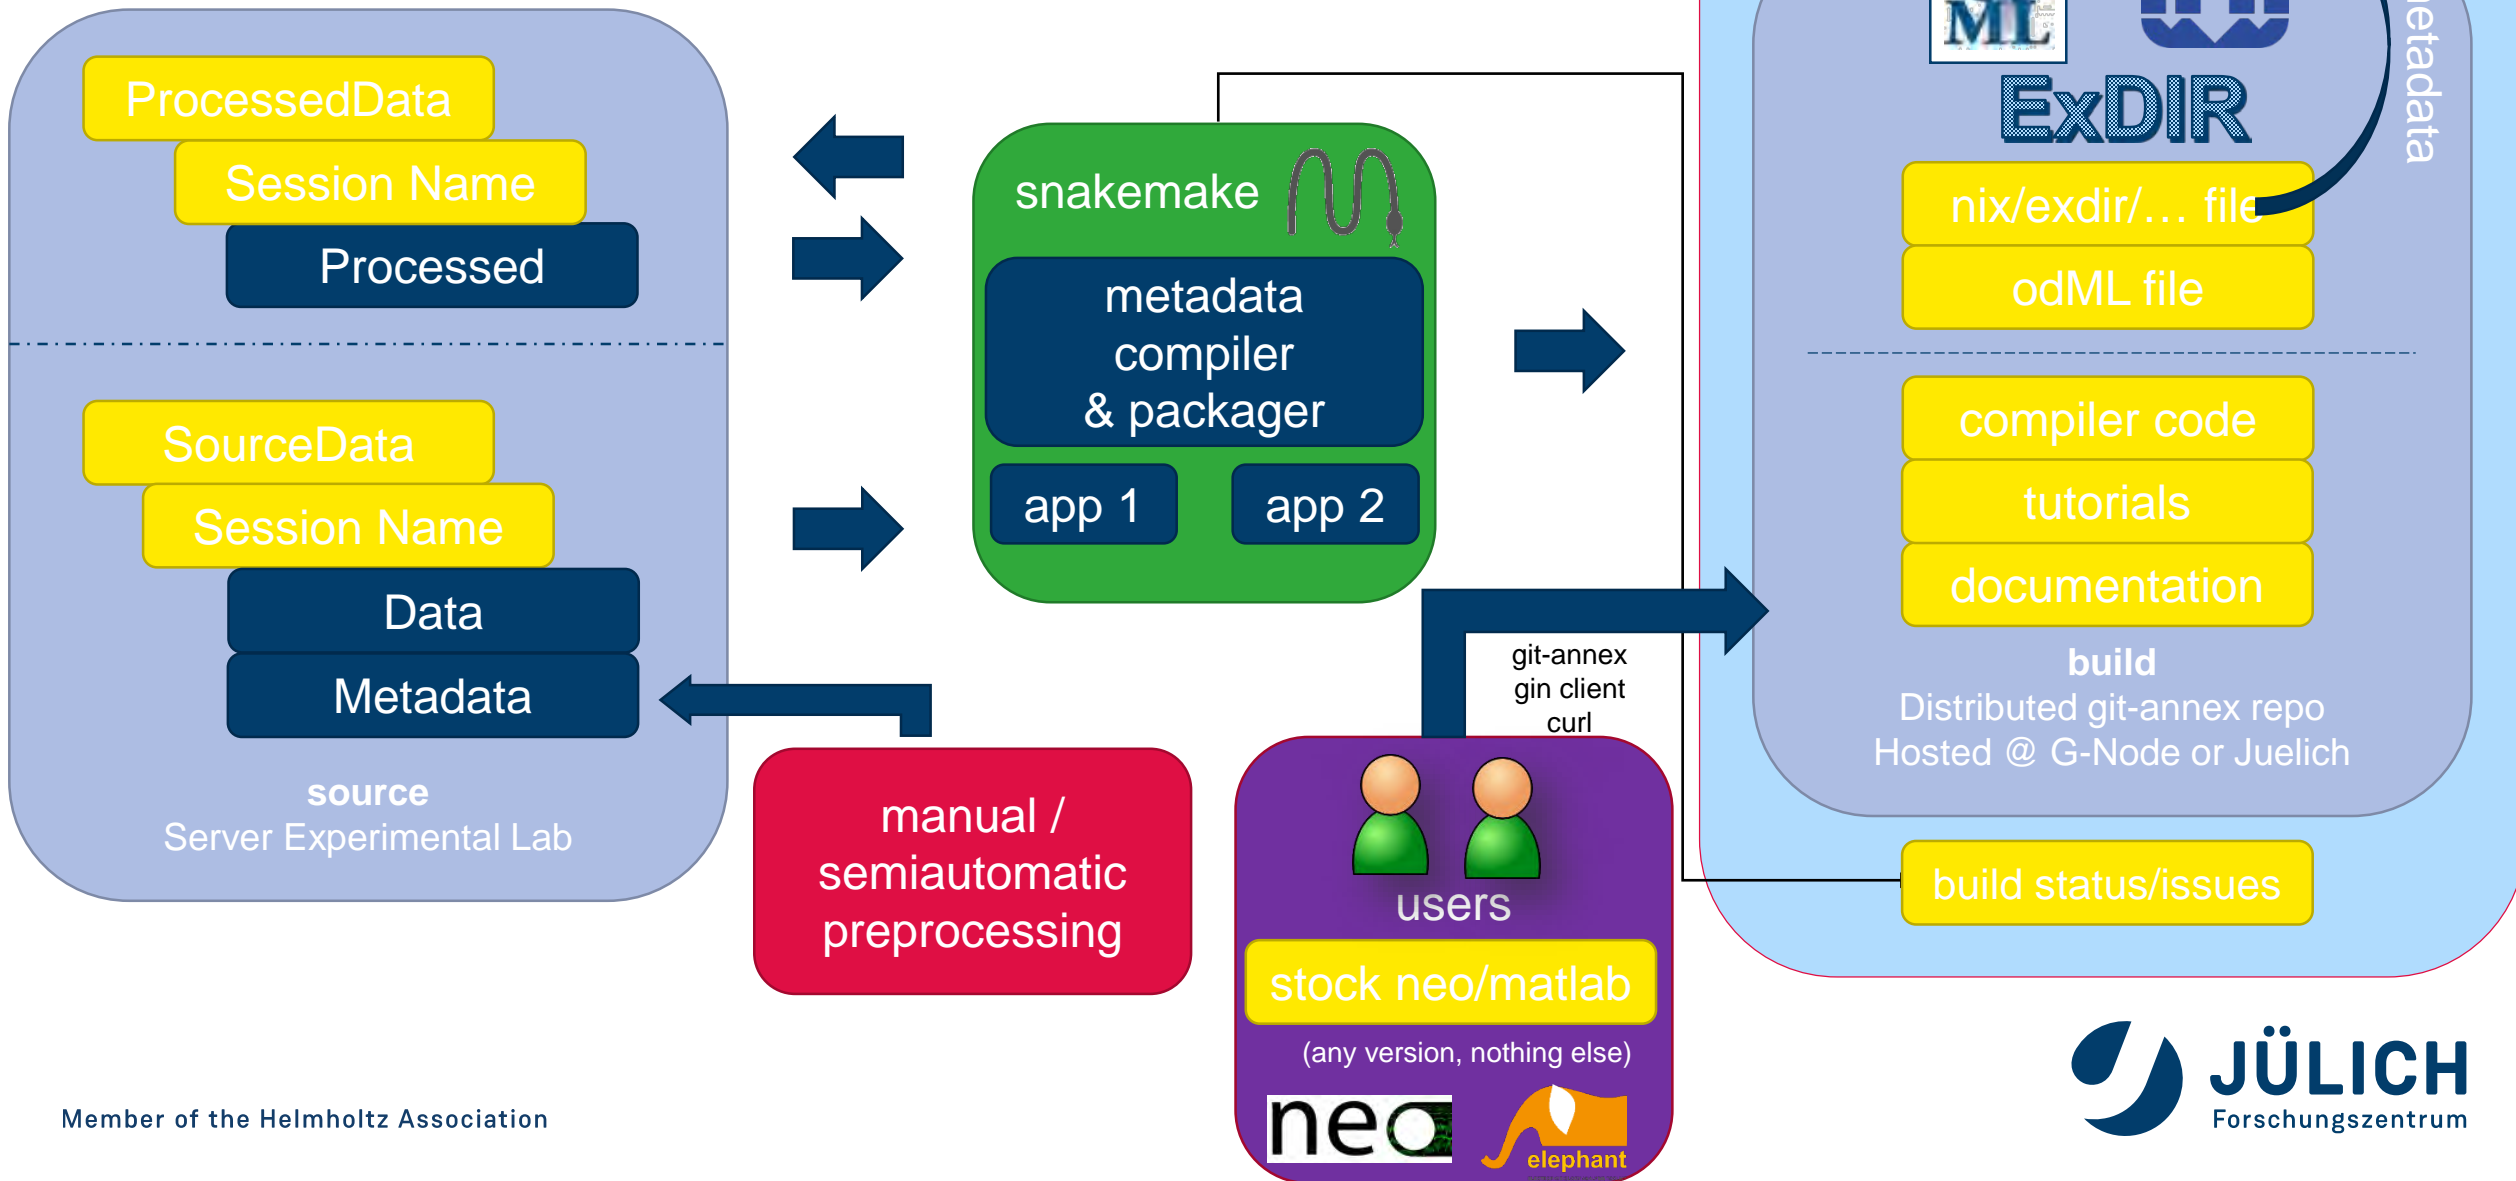 ProcessedData
Session Name
Processed
SourceData
Session Name
Data
Metadata
source
Server Experimental Lab
snakemake
metadata
compiler
& packager
app 1
app 2
manual /
semiautomatic
preprocessing
git-annex
gin client
curl
users
stock neo/matlab
(any version, nothing else)
neo
elephant
ML
ExDIR
etadata
nix/exdir/… file
odML file
compiler code
tutorials
documentation
build
Distributed git-annex repo
Hosted @ G-Node or Juelich
build status/issues
Member of the Helmholtz Association
JÜLICH
Forschungszentrum